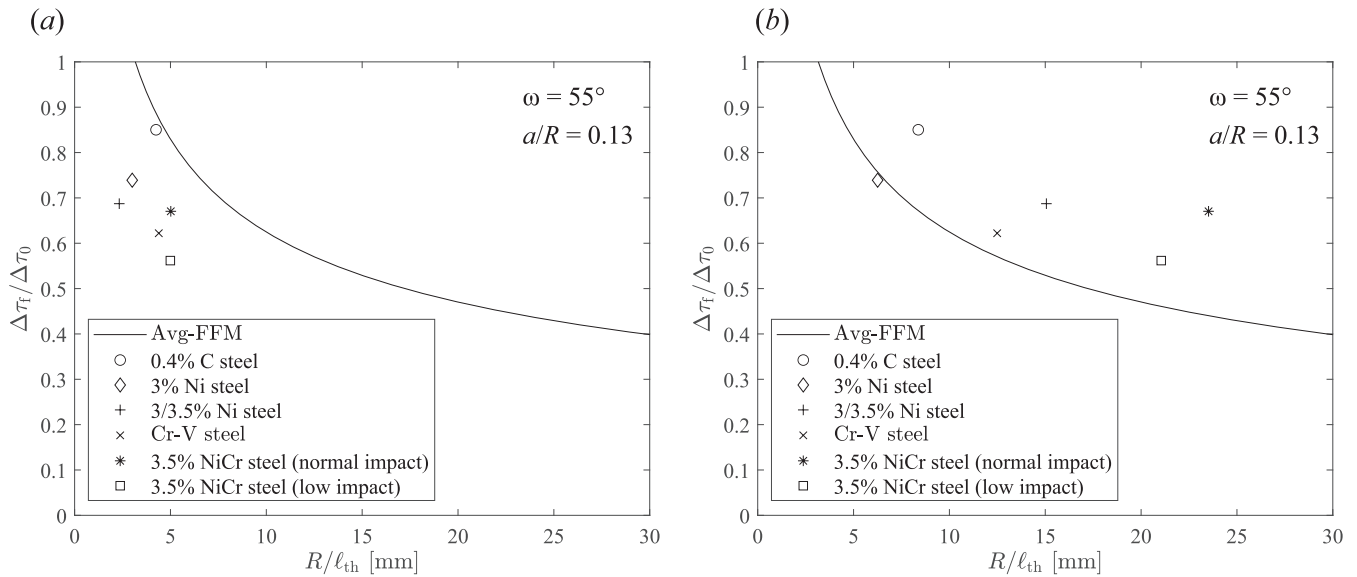 (a)
1
0.9
0.8
0.7
0.6
0.5
0.4
0.3
0.2
0.1
0
Δτf/Δτ0
ω = 55°
a/R = 0.13
Avg-FFM
0.4% C steel
3% Ni steel
3/3.5% Ni steel
Cr-V steel
3.5% NiCr steel (normal impact)
3.5% NiCr steel (low impact)
0 5 10 15 20 25 30
R/ℓth [mm]
(b)
1
0.9
0.8
0.7
0.6
0.5
0.4
0.3
0.2
0.1
0
Δτf/Δτ0
ω = 55°
a/R = 0.13
Avg-FFM
0.4% C steel
3% Ni steel
3/3.5% Ni steel
Cr-V steel
3.5% NiCr steel (normal impact)
3.5% NiCr steel (low impact)
0 5 10 15 20 25 30
R/ℓth [mm]